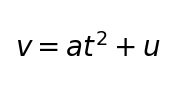 v = at² + u